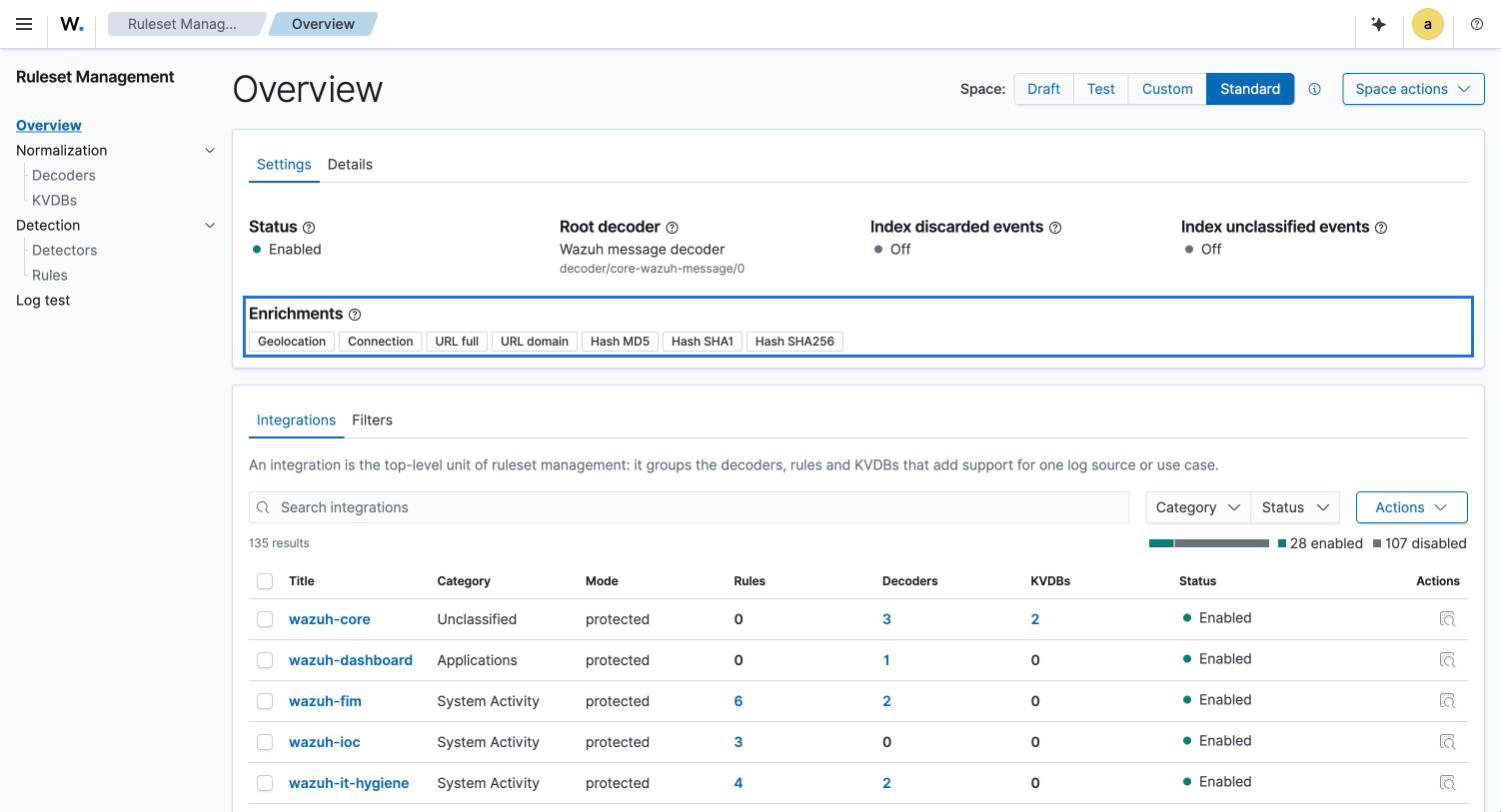 W. Ruleset Manag... Overview a
Ruleset Management
Overview
Normalization
Decoders
KVDBs
Detection
Detectors
Rules
Log test
Overview
Space: Draft Test Custom Standard Space actions
Settings Details
Status Root decoder Index discarded events Index unclassified events
Enabled Wazuh message decoder Off Off
decoder/core-wazuh-message/0
Enrichments
Geolocation Connection URL full URL domain Hash MD5 Hash SHA1 Hash SHA256
Integrations Filters
An integration is the top-level unit of ruleset management: it groups the decoders, rules and KVDBs that add support for one log source or use case.
Search integrations Category Status Actions
135 results 28 enabled 107 disabled
Title Category Mode Rules Decoders KVDBs Status Actions
wazuh-core Unclassified protected 0 3 2 Enabled
wazuh-dashboard Applications protected 0 1 0 Enabled
wazuh-fim System Activity protected 6 2 0 Enabled
wazuh-ioc System Activity protected 3 0 0 Enabled
wazuh-it-hygiene System Activity protected 4 2 0 Enabled